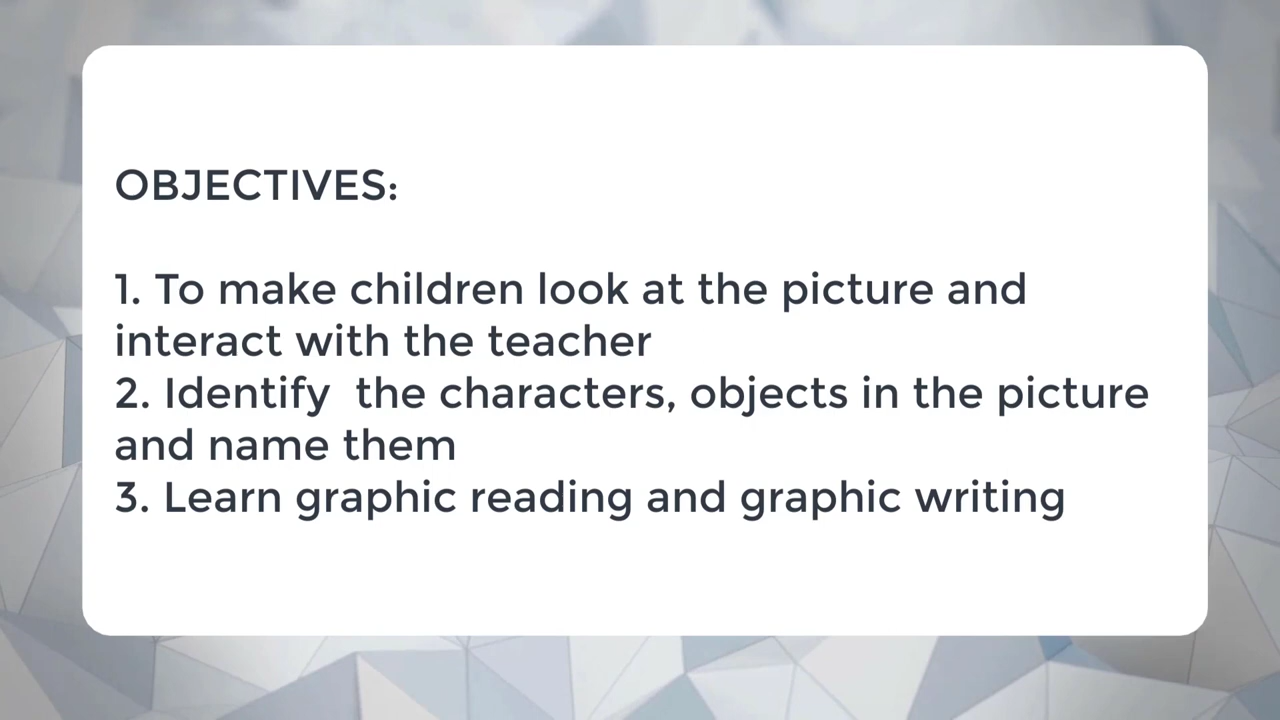 OBJECTIVES:
1. To make children look at the picture and
interact with the teacher
2. Identify  the characters, objects in the picture
and name them
3. Learn graphic reading and graphic writing